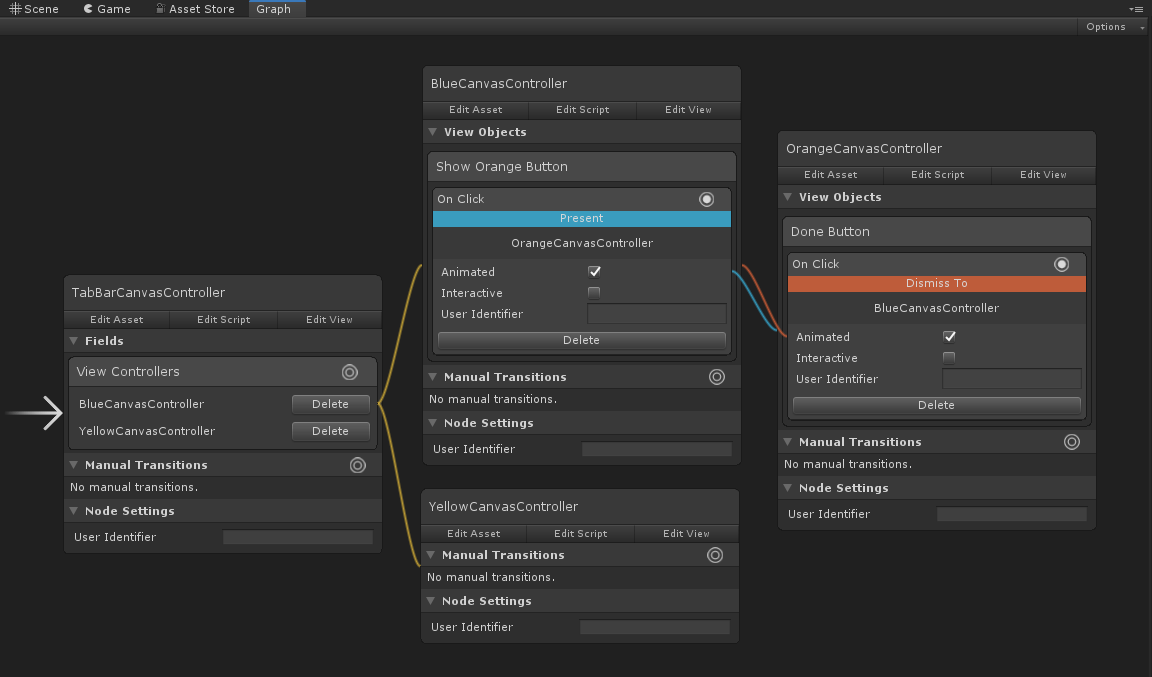 Scene Game Asset Store Graph
Options
TabBarCanvasController
Edit Asset Edit Script Edit View
Fields
View Controllers
BlueCanvasController Delete
YellowCanvasController Delete
Manual Transitions
No manual transitions.
Node Settings
User Identifier
BlueCanvasController
Edit Asset Edit Script Edit View
View Objects
Show Orange Button
On Click
Present
OrangeCanvasController
Animated
Interactive
User Identifier
Delete
Manual Transitions
No manual transitions.
Node Settings
User Identifier
YellowCanvasController
Edit Asset Edit Script Edit View
Manual Transitions
No manual transitions.
Node Settings
User Identifier
OrangeCanvasController
Edit Asset Edit Script Edit View
View Objects
Done Button
On Click
Dismiss To
BlueCanvasController
Animated
Interactive
User Identifier
Delete
Manual Transitions
No manual transitions.
Node Settings
User Identifier